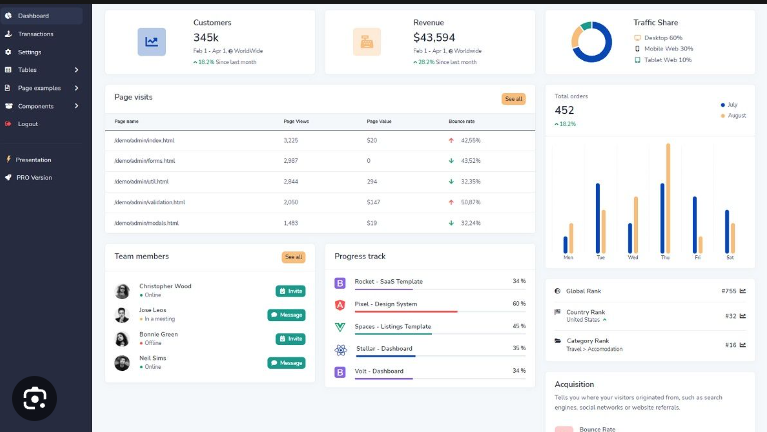 Dashboard
Transactions
Settings
Tables
Page examples
Components
Logout
Presentation
PRO Version
Customers
345k
Feb 1 - Apr 1, WorldWide
18.2% Since last month
Revenue
$43,594
Feb 1 - Apr 1, Worldwide
28.2% Since last month
Traffic Share
Desktop 60%
Mobile Web 30%
Tablet Web 10%
Page visits
See all
Page name Page Views Page Value Bounce rate
/demo/admin/index.html 3,225 $20 42,55%
/demo/admin/forms.html 2,987 0 43,52%
/demo/admin/util.html 2,844 294 32,35%
/demo/admin/validation.html 2,050 $147 50,87%
/demo/admin/modals.html 1,483 $19 32,24%
Total orders
452
18.2%
July
August
Mon Tue Wed Thu Fri Sat
Team members
See all
Christopher Wood
Online
Invite
Jose Leos
In a meeting
Message
Bonnie Green
Offline
Invite
Neil Sims
Online
Message
Progress track
Rocket - SaaS Template 34 %
Pixel - Design System 60 %
Spaces - Listings Template 45 %
Stellar - Dashboard 35 %
Volt - Dashboard 34 %
Global Rank #755
Country Rank
United States
#32
Category Rank
Travel > Accomodation
#16
Acquisition
Tells you where your visitors originated from, such as search
engines, social networks or website referrals.
Bounce Rate